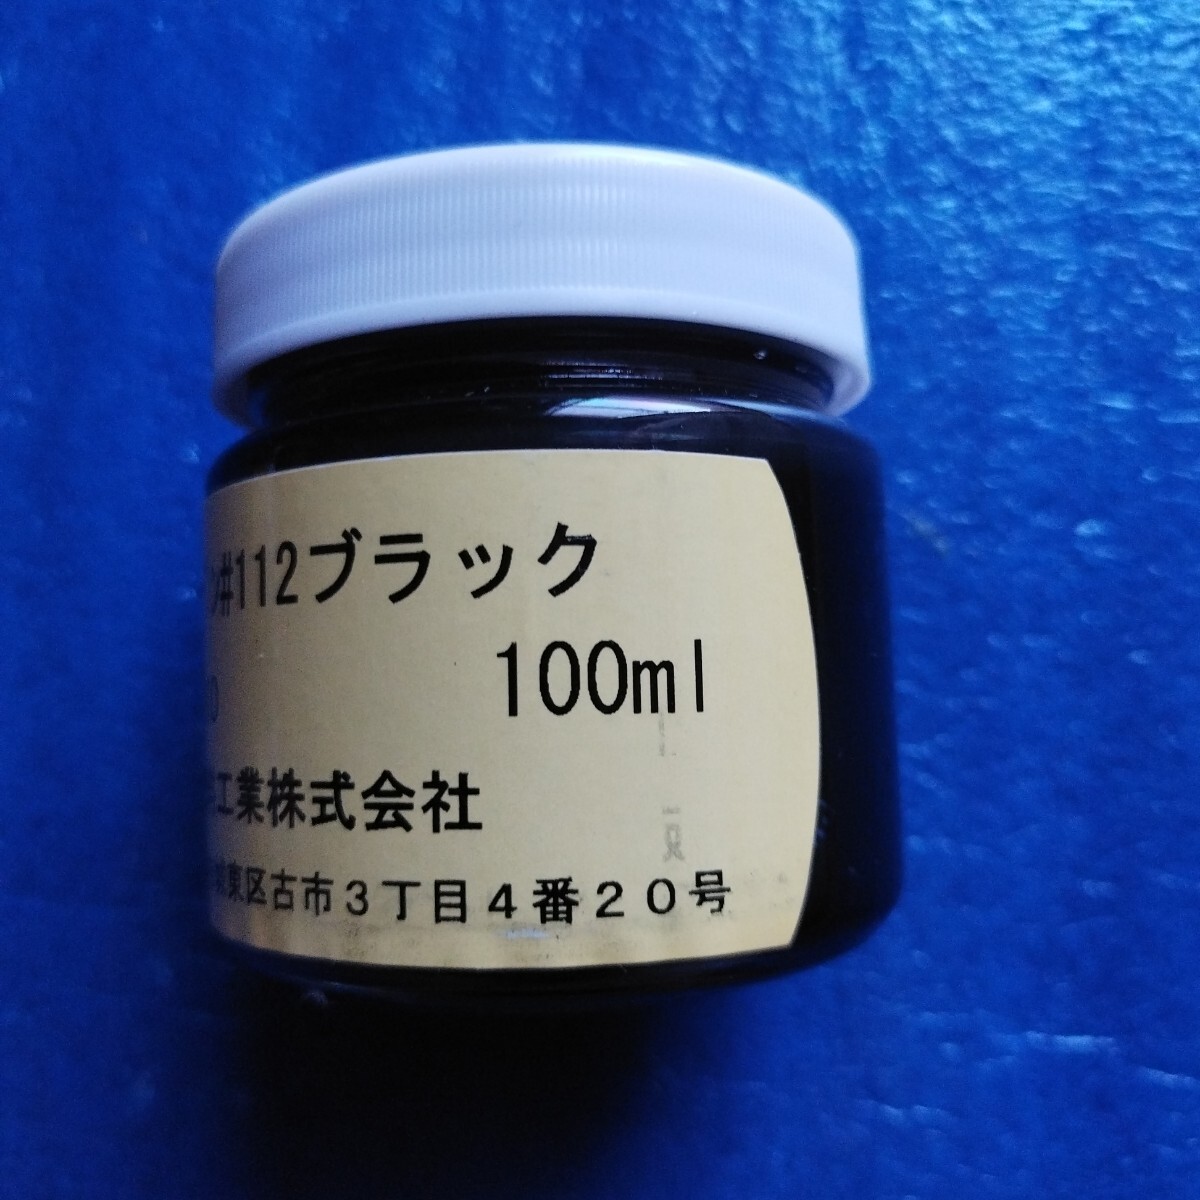 ン#112ブラック
100ml
工業株式会社
東区古市３丁目４番２０号